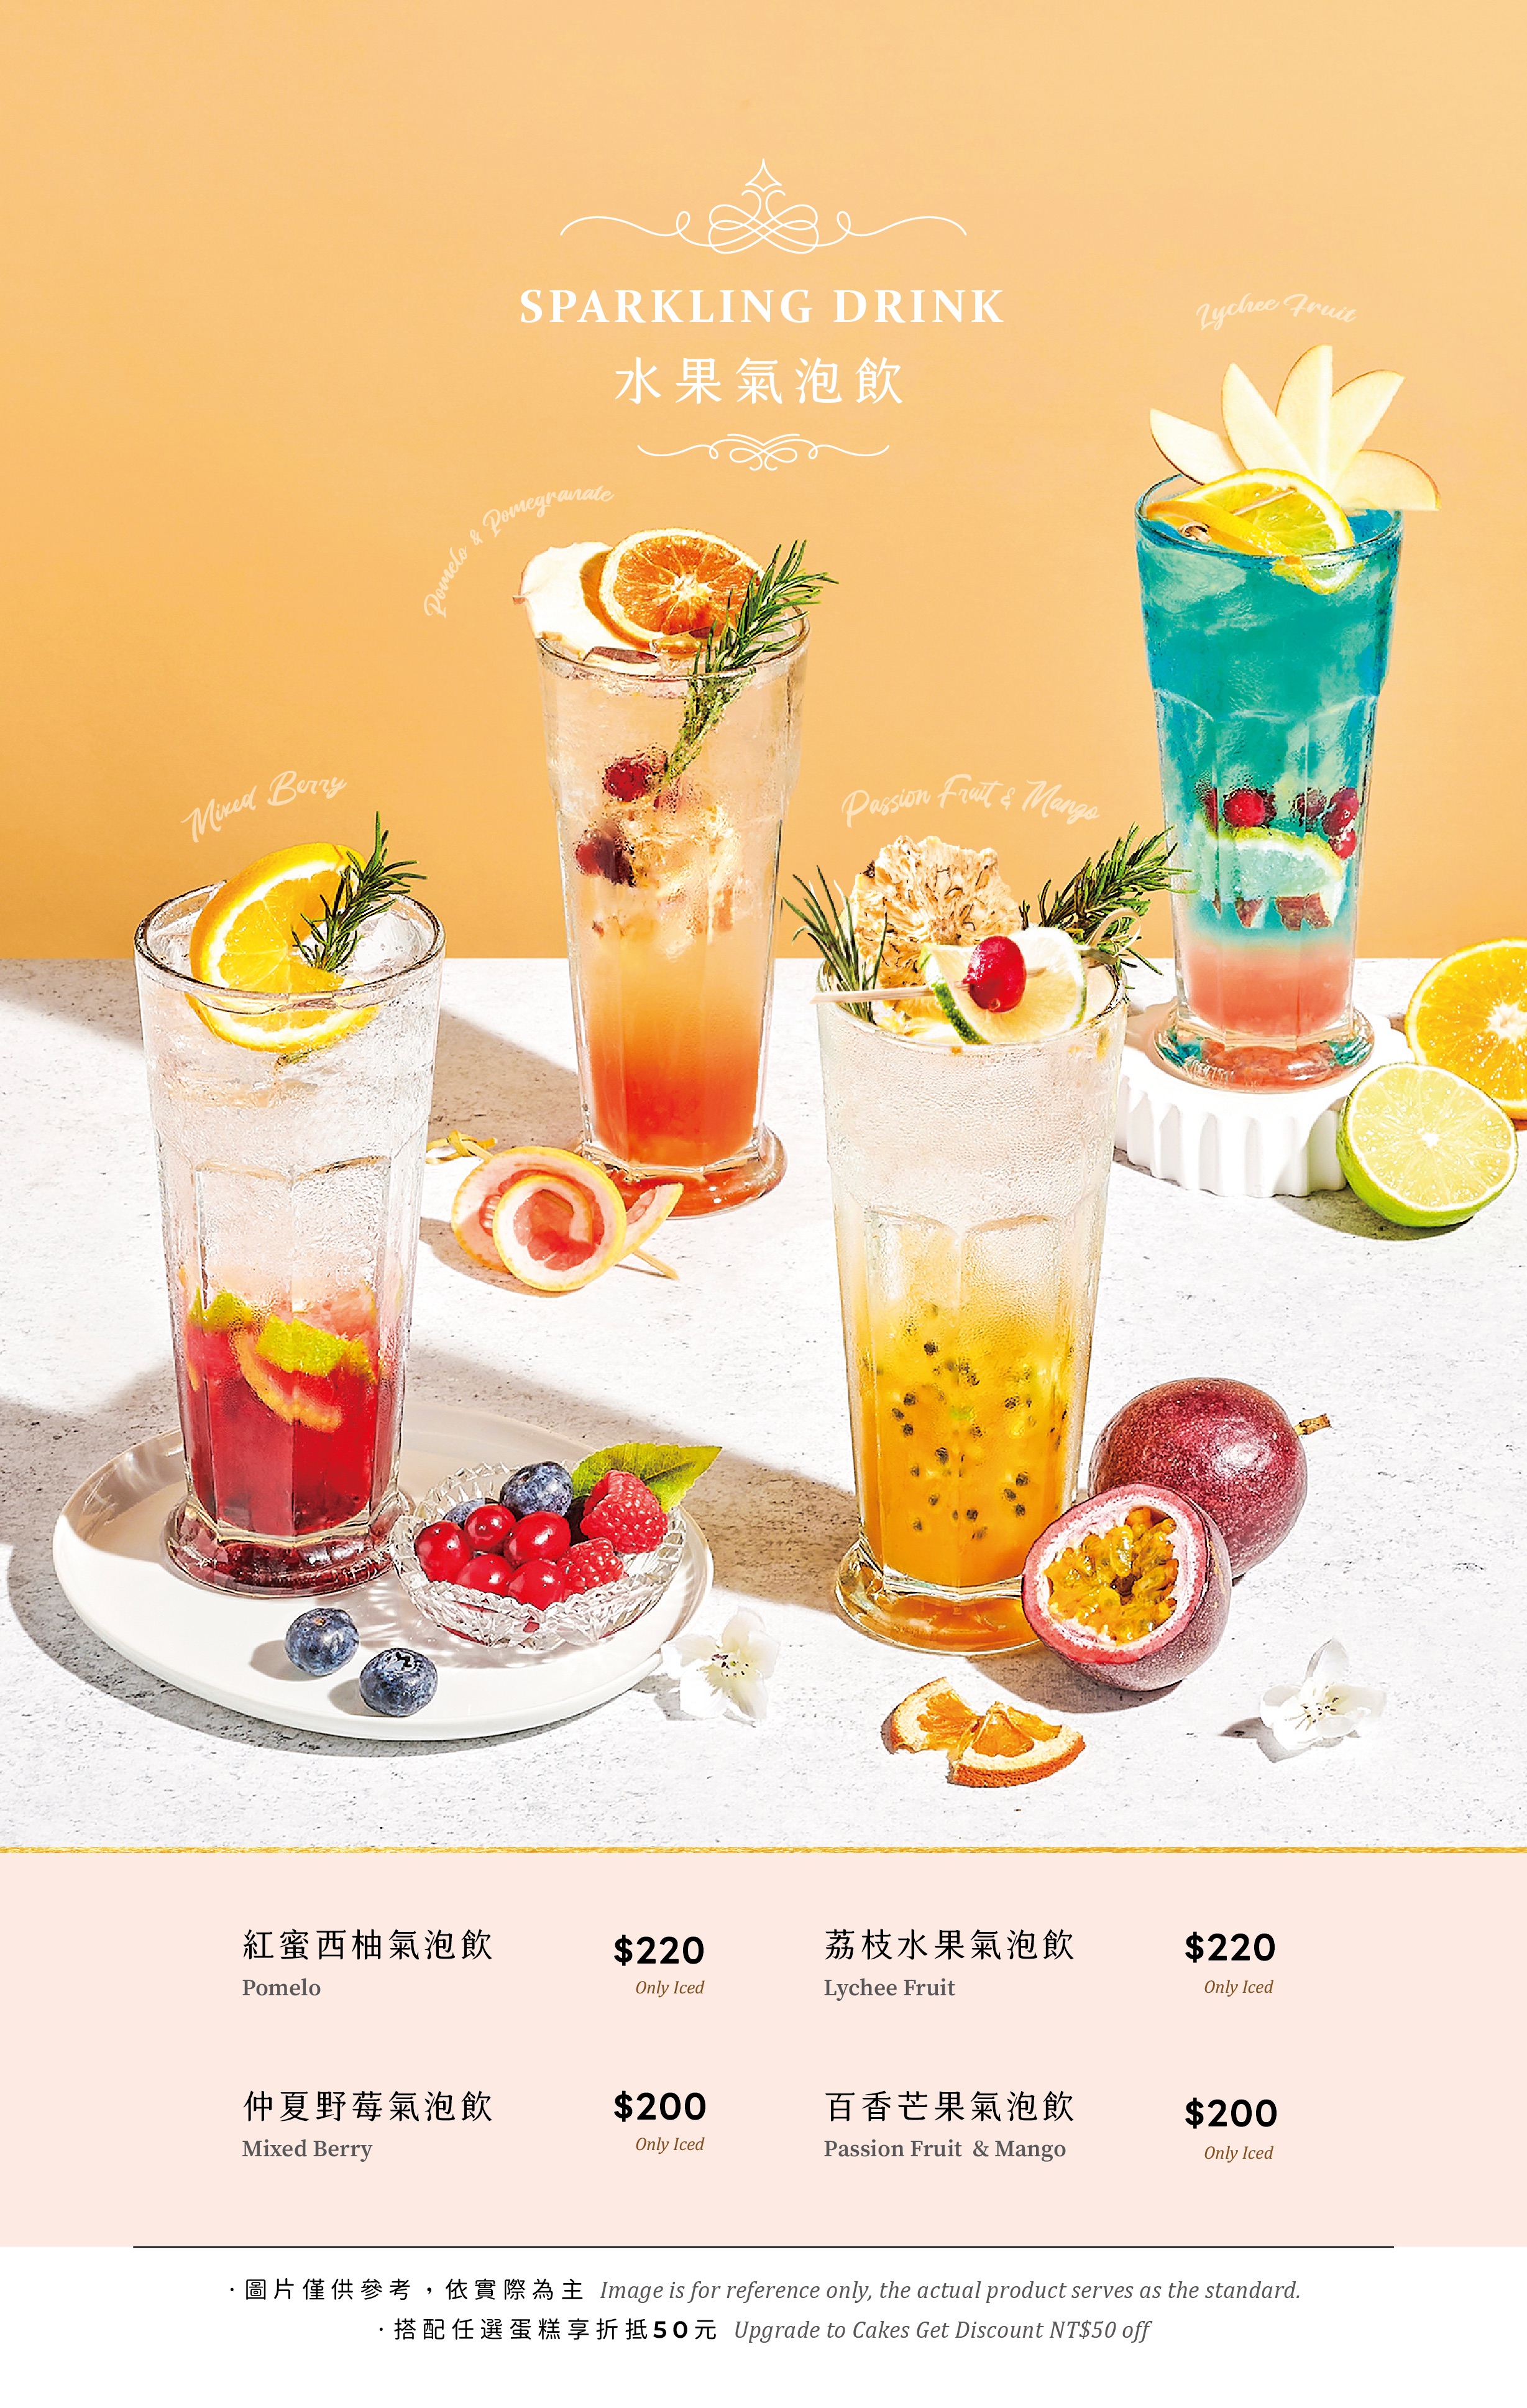 SPARKLING DRINK
水果氣泡飲
Lychee Fruit
Pomelo & Pomegranate
Mixed Berry
Passion Fruit & Mango
紅蜜西柚氣泡飲 $220
Pomelo Only Iced
荔枝水果氣泡飲 $220
Lychee Fruit Only Iced
仲夏野莓氣泡飲 $200
Mixed Berry Only Iced
百香芒果氣泡飲 $200
Passion Fruit & Mango Only Iced
·圖片僅供參考，依實際為主 Image is for reference only, the actual product serves as the standard.
·搭配任選蛋糕享折抵50元 Upgrade to Cakes Get Discount NT$50 off